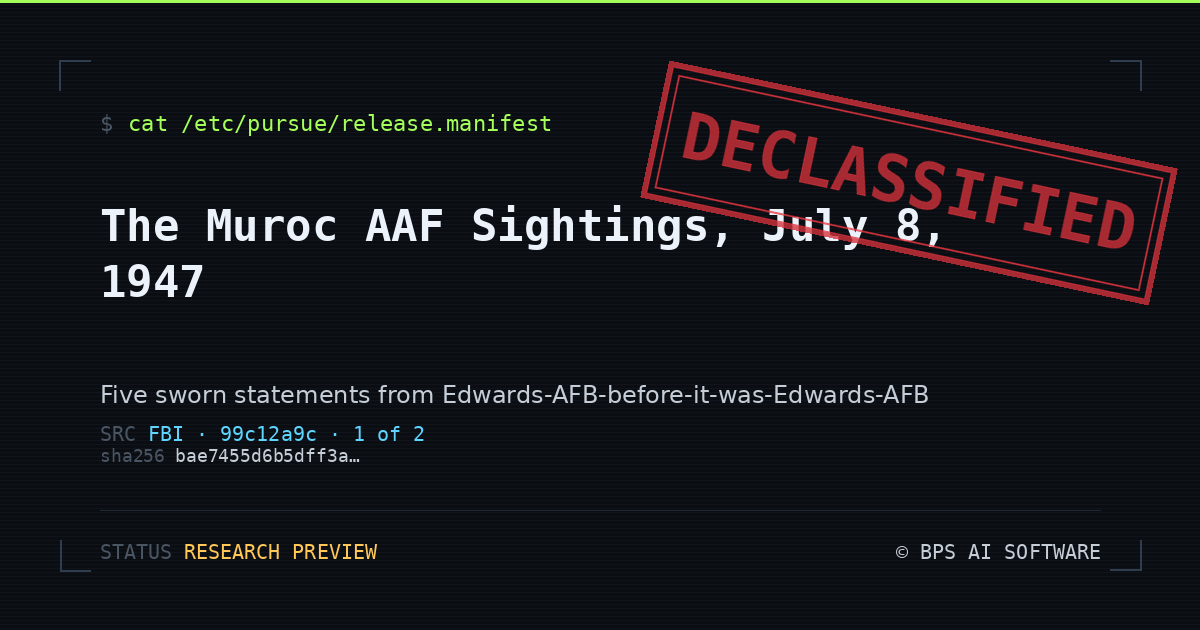 $ cat /etc/pursue/release.manifest
DECLASSIFIED
The Muroc AAF Sightings, July 8,
1947
Five sworn statements from Edwards-AFB-before-it-was-Edwards-AFB
SRC FBI · 99c12a9c · 1 of 2
sha256 bae7455d6b5dff3a…
STATUS RESEARCH PREVIEW
© BPS AI SOFTWARE